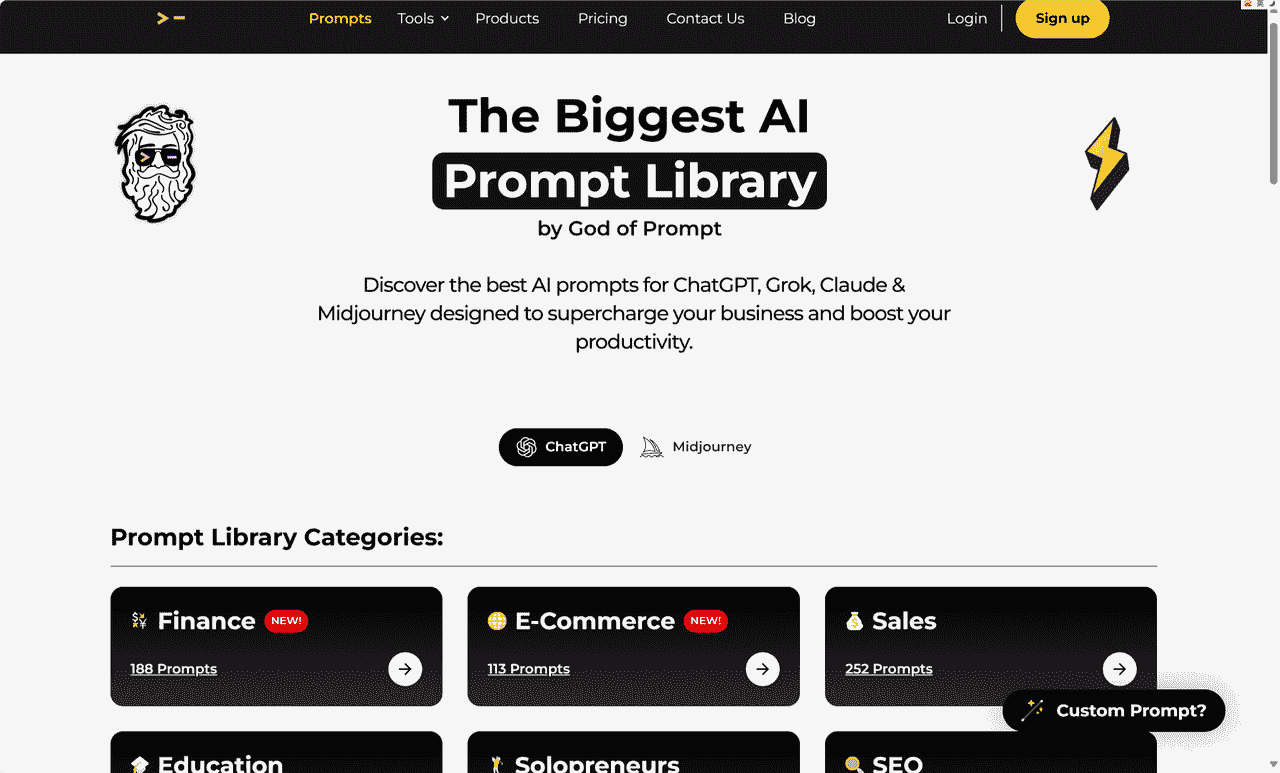 Prompts Tools Products Pricing Contact Us Blog Login Sign up
The Biggest AI
Prompt Library
by God of Prompt
Discover the best AI prompts for ChatGPT, Grok, Claude &
Midjourney designed to supercharge your business and boost your
productivity.
ChatGPT Midjourney
Prompt Library Categories:
Finance NEW! E-Commerce NEW! Sales
188 Prompts 113 Prompts 252 Prompts
Custom Prompt?
Education Solopreneurs SEO